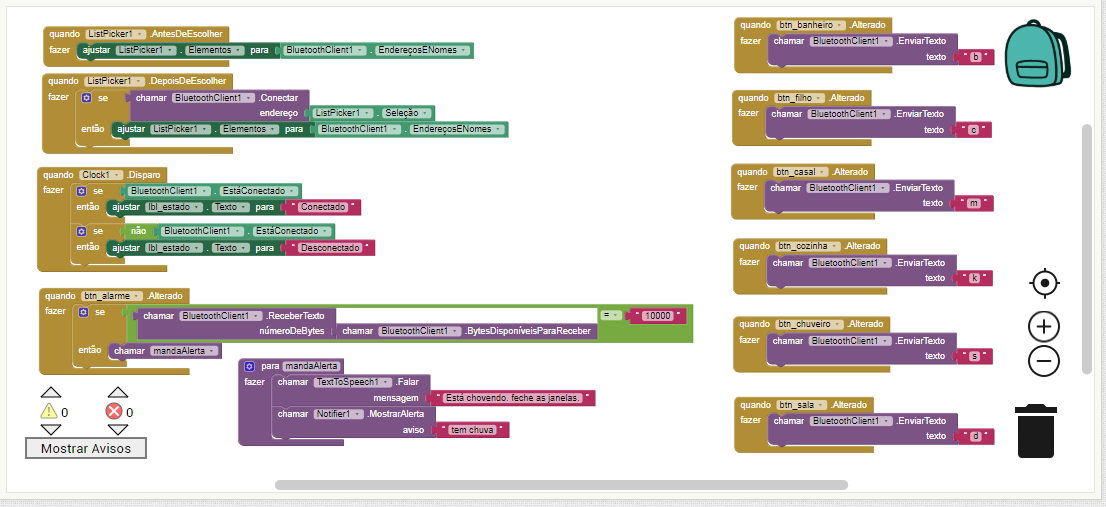 quando ListPicker1 .AntesDeEscolher
fazer ajustar ListPicker1 . Elementos para BluetoothClient1 . EndereçosENomes
quando ListPicker1 .DepoisDeEscolher
fazer se chamar BluetoothClient1 .Conectar
endereço ListPicker1 . Seleção
então ajustar ListPicker1 . Elementos para BluetoothClient1 . EndereçosENomes
quando Clock1 .Disparo
fazer se BluetoothClient1 . EstáConectado
então ajustar lbl_estado . Texto para " Conectado "
se não BluetoothClient1 . EstáConectado
então ajustar lbl_estado . Texto para " Desconectado "
quando btn_alarme .Alterado
fazer se chamar BluetoothClient1 .ReceberTexto = " 10000 "
númeroDeBytes chamar BluetoothClient1 .BytesDisponíveisParaReceber
então chamar mandaAlerta
para mandaAlerta
fazer chamar TextToSpeech1 .Falar
mensagem " Está chovendo. feche as janelas. "
chamar Notifier1 .MostrarAlerta
aviso " tem chuva "
0 0
Mostrar Avisos
quando btn_banheiro .Alterado
fazer chamar BluetoothClient1 .EnviarTexto
texto " b "
quando btn_filho .Alterado
fazer chamar BluetoothClient1 .EnviarTexto
texto " c "
quando btn_casal .Alterado
fazer chamar BluetoothClient1 .EnviarTexto
texto " m "
quando btn_cozinha .Alterado
fazer chamar BluetoothClient1 .EnviarTexto
texto " k "
quando btn_chuveiro .Alterado
fazer chamar BluetoothClient1 .EnviarTexto
texto " s "
quando btn_sala .Alterado
fazer chamar BluetoothClient1 .EnviarTexto
texto " d "